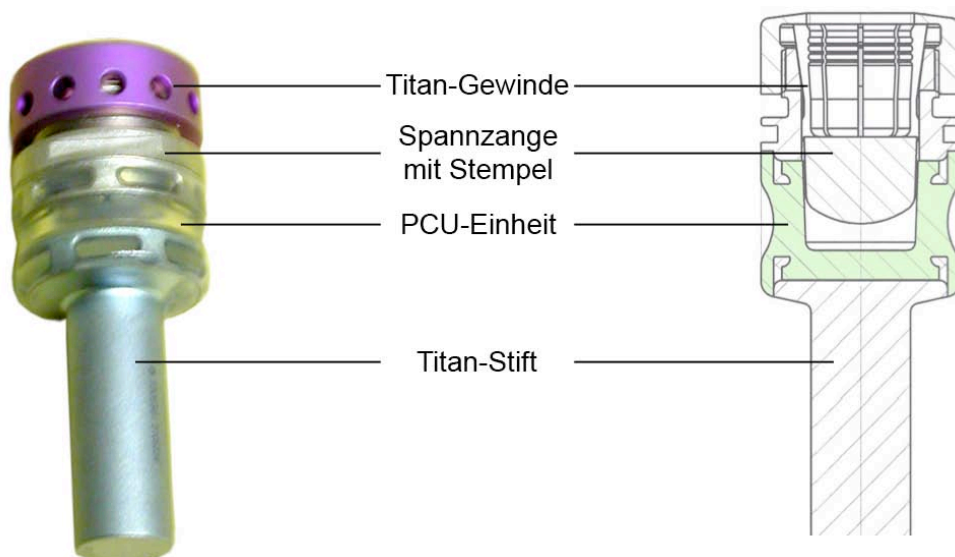 Titan-Gewinde
Spannzange
mit Stempel
PCU-Einheit
Titan-Stift